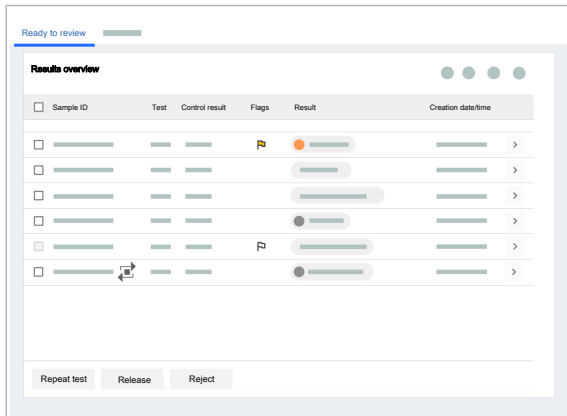 Ready to review
Results overview
Sample ID Test Control result Flags Result Creation date/time
Repeat test Release Reject